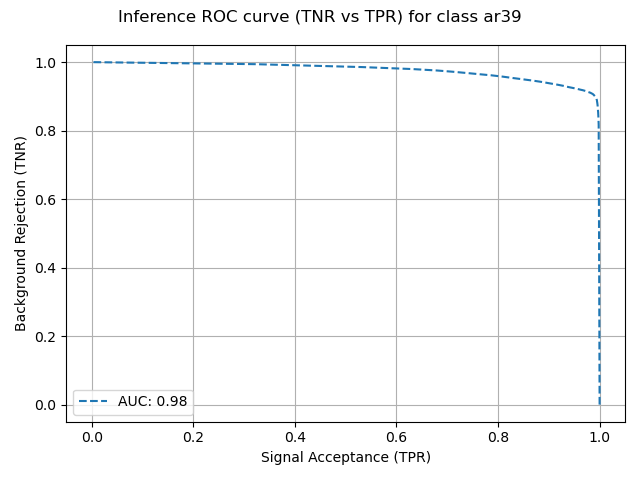 Inference ROC curve (TNR vs TPR) for class ar39
Background Rejection (TNR)
1.0
0.8
0.6
0.4
0.2
0.0
AUC: 0.98
0.0 0.2 0.4 0.6 0.8 1.0
Signal Acceptance (TPR)